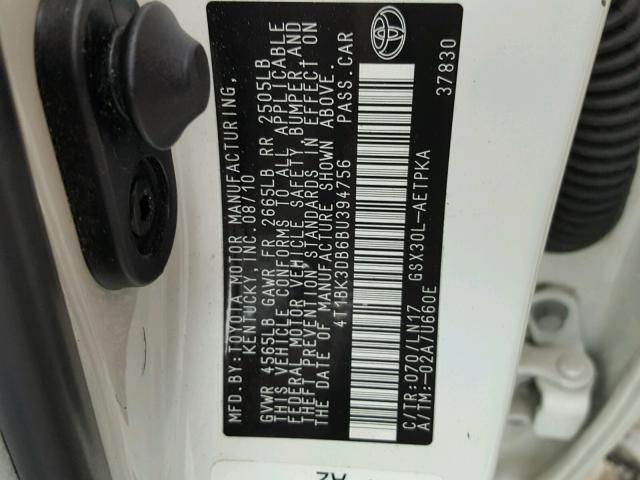 MFD.BY:TOYOTA MOTOR MANUFACTURING,
KENTUCKY,INC. 08/10
GVWR 4565LB GAWR FR 2665LB RR 2505LB
THIS VEHICLE CONFORMS TO ALL APPLICABLE
FEDERAL MOTOR VEHICLE SAFETY, BUMPER,AND
THEFT PREVENTION STANDARDS IN EFFECT ON
THE DATE OF MANUFACTURE SHOWN ABOVE.
4T1BK3DB6BU394756 PASS.CAR
C/TR:070/LN17 GSX30L-AETPKA
A/TM:-02A/U660E 37830
A2